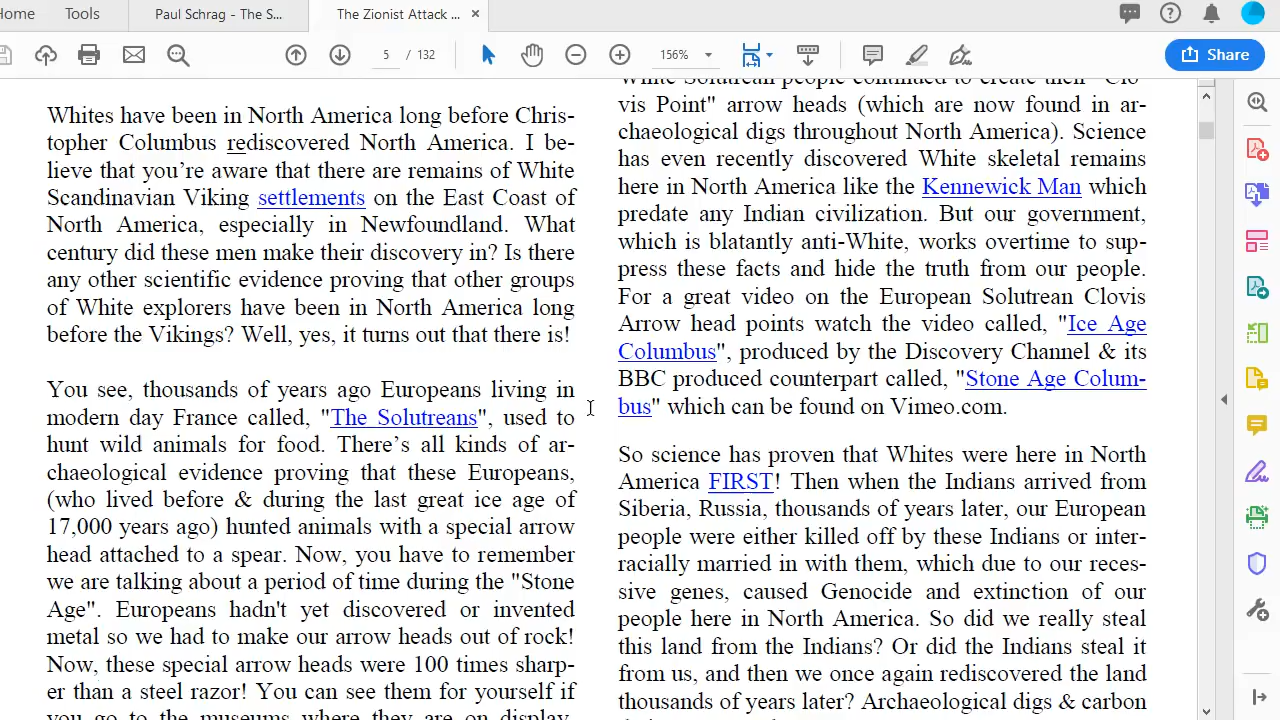 Home
Tools
Paul Schrag - The S...
The Zionist Attack ...
5 / 132
156%
Share
Whites have been in North America long before Chris-
topher Columbus rediscovered North America. I be-
lieve that you're aware that there are remains of White
Scandinavian Viking settlements on the East Coast of
North America, especially in Newfoundland. What
century did these men make their discovery in? Is there
any other scientific evidence proving that other groups
of White explorers have been in North America long
before the Vikings? Well, yes, it turns out that there is!
You see, thousands of years ago Europeans living in
modern day France called, "The Solutreans", used to
hunt wild animals for food. There's all kinds of ar-
chaeological evidence proving that these Europeans,
(who lived before & during the last great ice age of
17,000 years ago) hunted animals with a special arrow
head attached to a spear. Now, you have to remember
we are talking about a period of time during the "Stone
Age". Europeans hadn't yet discovered or invented
metal so we had to make our arrow heads out of rock!
Now, these special arrow heads were 100 times sharp-
er than a steel razor! You can see them for yourself if
you go to the museums where they are on display.
White Solutrean people continued to create their "Clo-
vis Point" arrow heads (which are now found in ar-
chaeological digs throughout North America). Science
has even recently discovered White skeletal remains
here in North America like the Kennewick Man which
predate any Indian civilization. But our government,
which is blatantly anti-White, works overtime to sup-
press these facts and hide the truth from our people.
For a great video on the European Solutrean Clovis
Arrow head points watch the video called, "Ice Age
Columbus", produced by the Discovery Channel & its
BBC produced counterpart called, "Stone Age Colum-
bus" which can be found on Vimeo.com.
So science has proven that Whites were here in North
America FIRST! Then when the Indians arrived from
Siberia, Russia, thousands of years later, our European
people were either killed off by these Indians or inter-
racially married in with them, which due to our reces-
sive genes, caused Genocide and extinction of our
people here in North America. So did we really steal
this land from the Indians? Or did the Indians steal it
from us, and then we once again rediscovered the land
thousands of years later? Archaeological digs & carbon